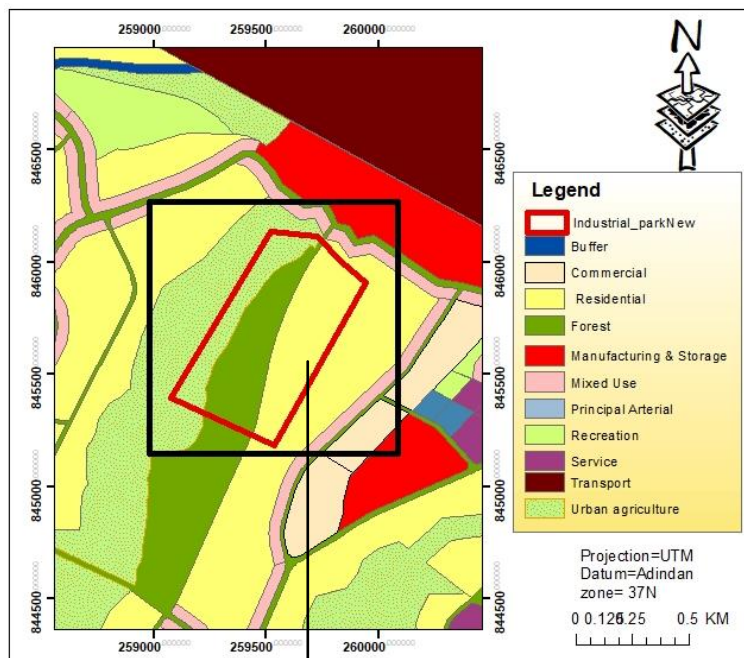 259000 259500 260000
N
846500
846000
845500
845000
844500
846500
846000
845500
845000
844500
Legend
Industrial_parkNew
Buffer
Commercial
Residential
Forest
Manufacturing & Storage
Mixed Use
Principal Arterial
Recreation
Service
Transport
Urban agriculture
Projection=UTM
Datum=Adindan
zone= 37N
0 0.125 0.25 0.5 KM
259000 259500 260000